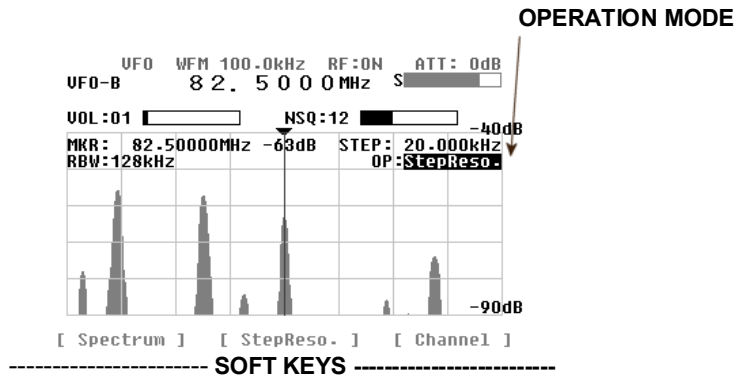 OPERATION MODE
VFO WFM 100.0kHz RF:ON ATT: 0dB
VFO-B 82. 5000MHz S
VOL:01 NSQ:12
-40dB
MKR: 82.50000MHz -63dB STEP: 20.000kHz
RBW:128kHz OP:StepReso.
-90dB
[ Spectrum ] [ StepReso. ] [ Channel ]
----------------------- SOFT KEYS -----------------------